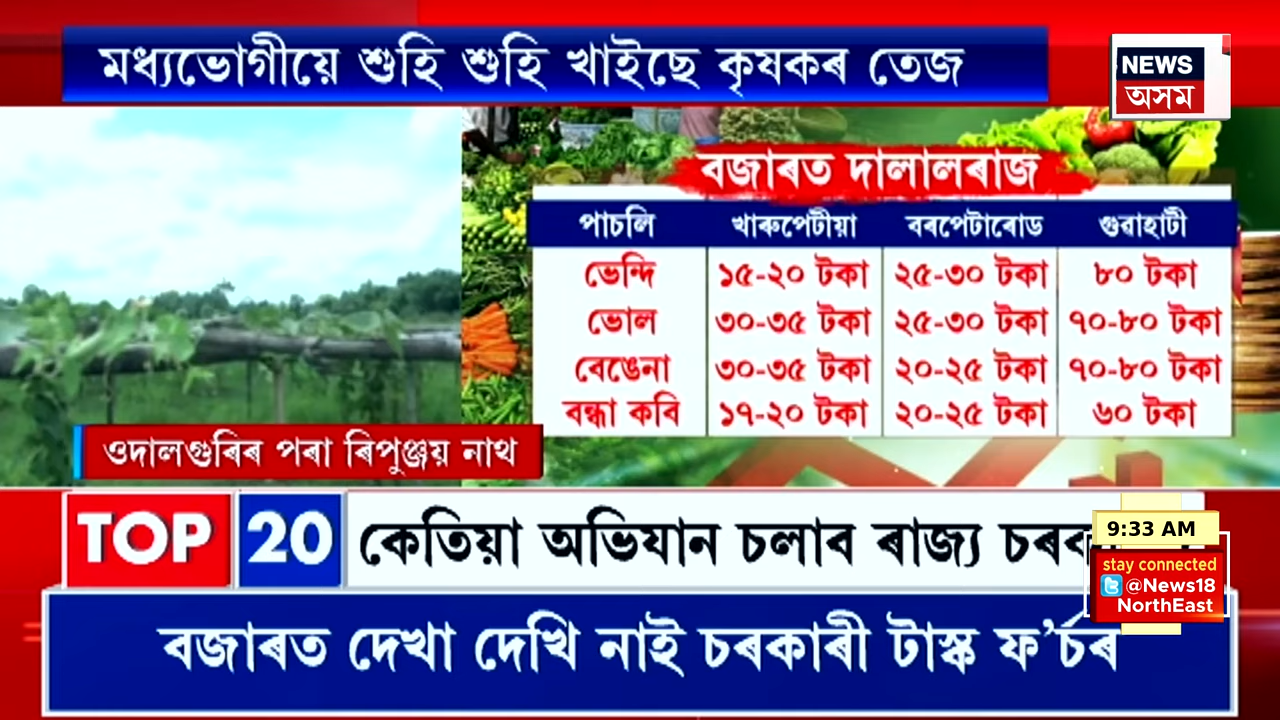 মধ্যভোগীয়ে শুহি শুহি খাইছে কৃষকৰ তেজ
NEWS
অসম
বজাৰত দালালৰাজ
পাচলি খাৰুপেটীয়া বৰপেটাৰোড গুৱাহাটী
ভেন্দি ১৫-২০ টকা ২৫-৩০ টকা ৮০ টকা
ভোল ৩০-৩৫ টকা ২৫-৩০ টকা ৭০-৮০ টকা
বেঙেনা ৩০-৩৫ টকা ২০-২৫ টকা ৭০-৮০ টকা
বন্ধা কবি ১৭-২০ টকা ২০-২৫ টকা ৬০ টকা
ওদালগুৰিৰ পৰা ৰিপুঞ্জয় নাথ
TOP 20 কেতিয়া অভিযান চলাব ৰাজ্য
9:33 AM
stay connected
@News18
NorthEast
বজাৰত দেখা দেখি নাই চৰকাৰী টাস্ক ফ'ৰ্চৰ